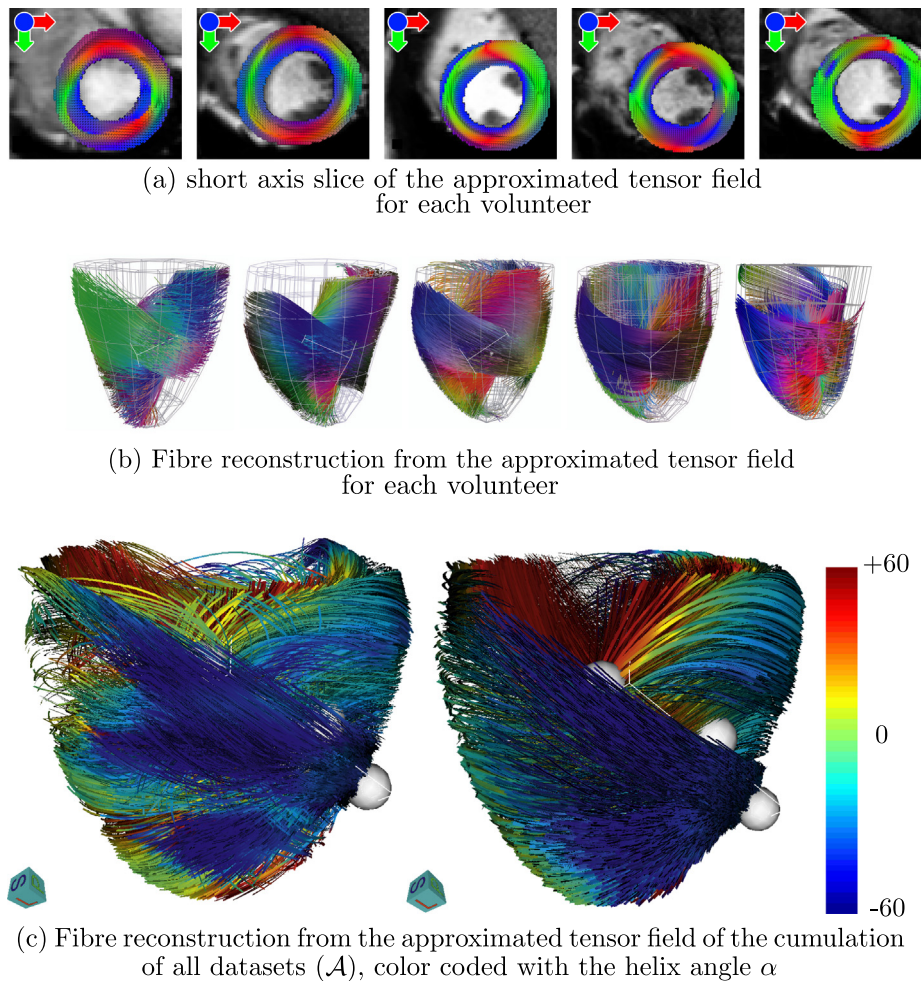 (a) short axis slice of the approximated tensor field
for each volunteer
(b) Fibre reconstruction from the approximated tensor field
for each volunteer
+60
0
-60
S
L
S
L
(c) Fibre reconstruction from the approximated tensor field of the cumulation
of all datasets (𝒜), color coded with the helix angle α